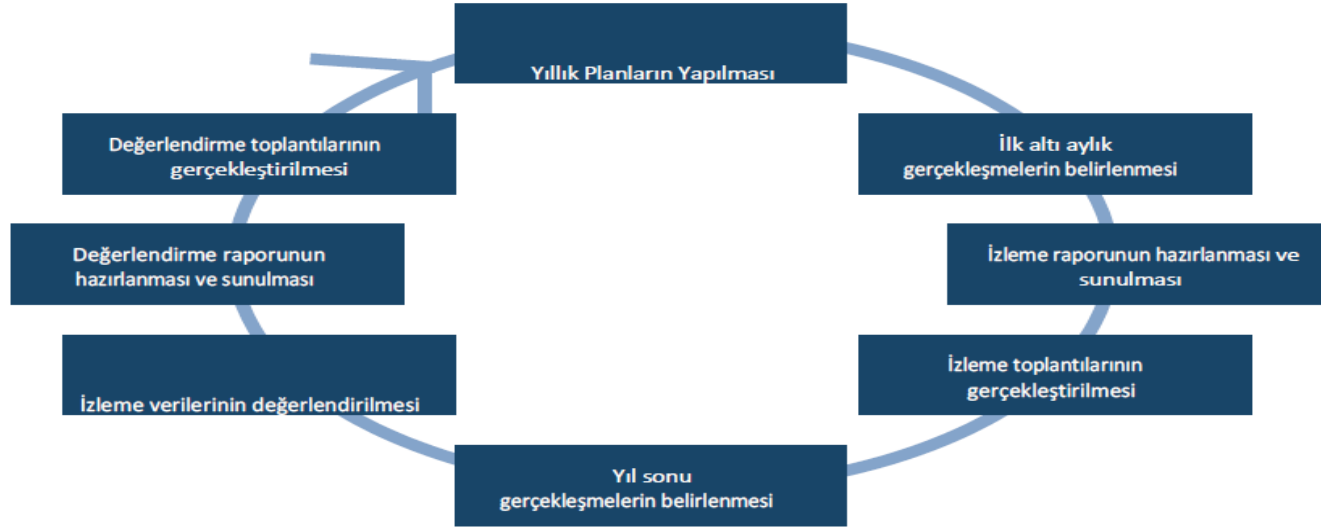 Yıllık Planların Yapılması
İlk altı aylık
gerçekleşmelerin belirlenmesi
İzleme raporunun hazırlanması ve
sunulması
İzleme toplantılarının
gerçekleştirilmesi
Yıl sonu
gerçekleşmelerin belirlenmesi
İzleme verilerinin değerlendirilmesi
Değerlendirme raporunun
hazırlanması ve sunulması
Değerlendirme toplantılarının
gerçekleştirilmesi